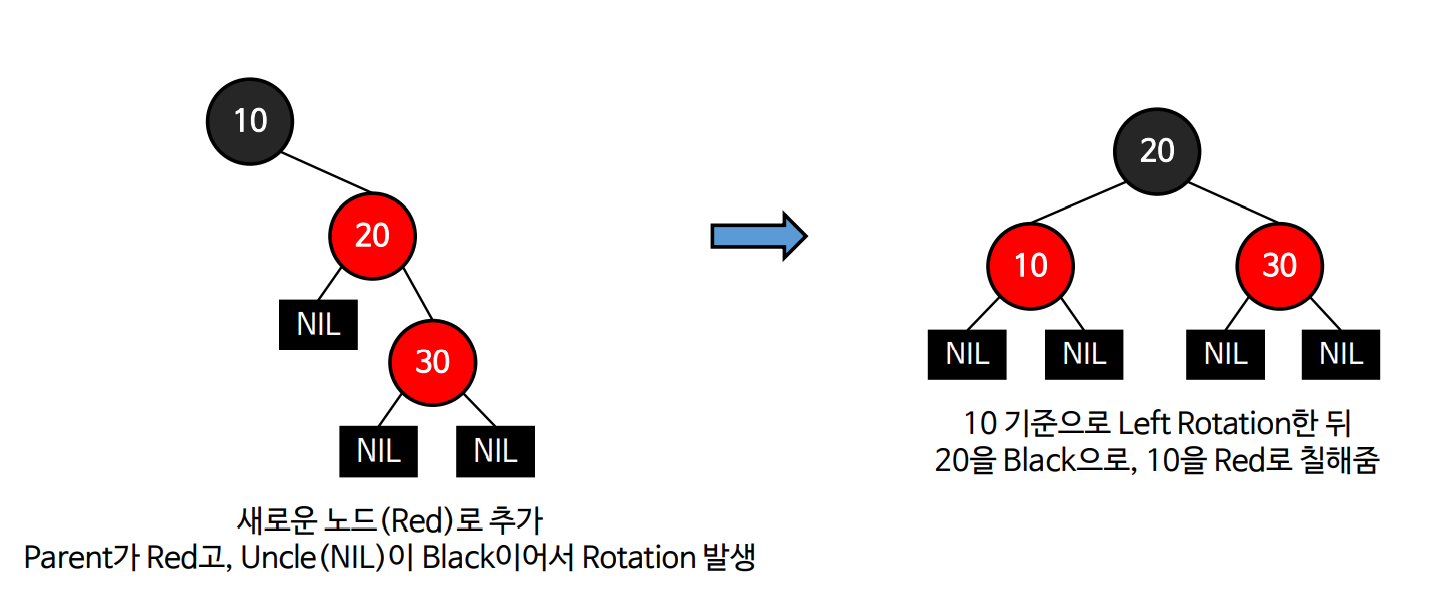 10
20
NIL
30
NIL NIL
새로운 노드(Red)로 추가
Parent가 Red고, Uncle(NIL)이 Black이어서 Rotation 발생
20
10 30
NIL NIL NIL NIL
10 기준으로 Left Rotation한 뒤
20을 Black으로, 10을 Red로 칠해줌